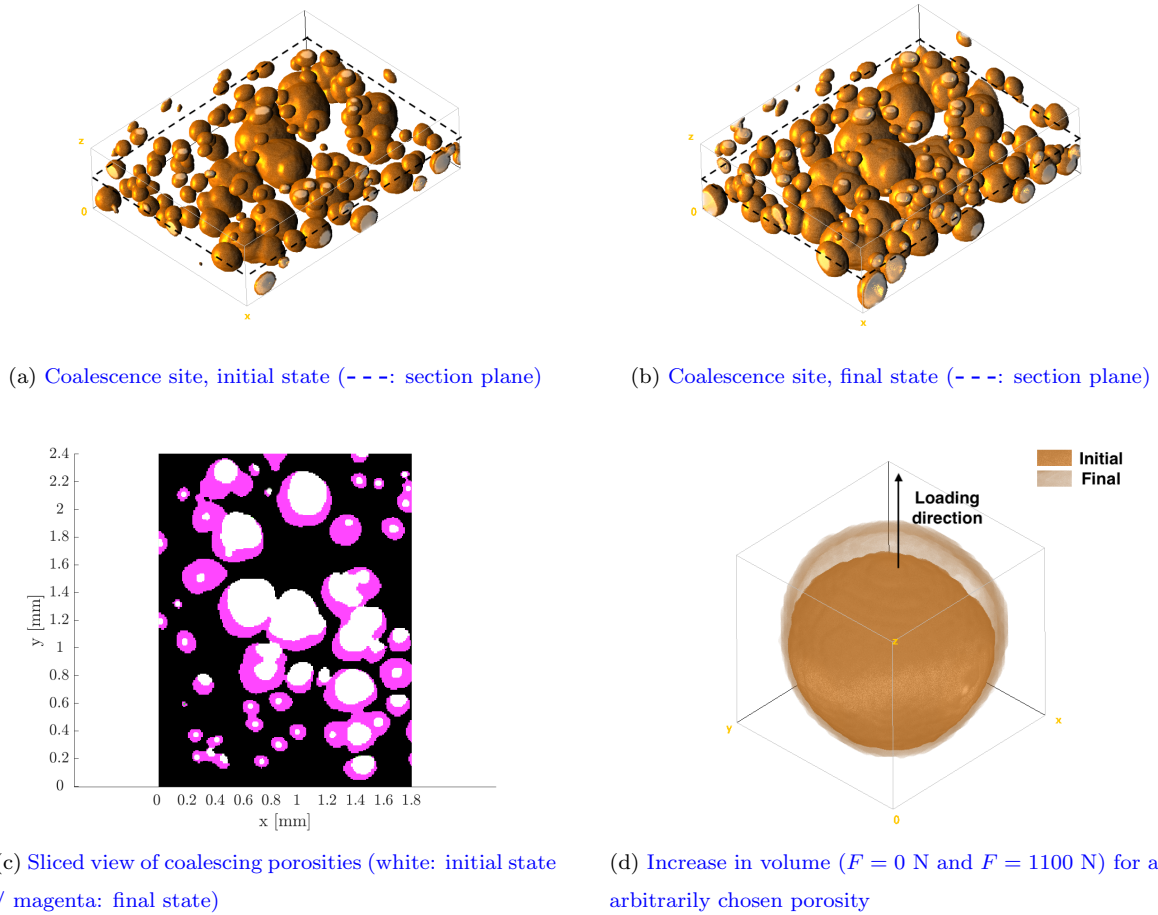 z
0
x
z
0
x
(a) Coalescence site, initial state (- - -: section plane)
(b) Coalescence site, final state (- - -: section plane)
2.4
2.2
2
1.8
1.6
1.4
1.2
1
0.8
0.6
0.4
0.2
0
y [mm]
0 0.2 0.4 0.6 0.8 1 1.2 1.4 1.6 1.8
x [mm]
Initial
Final
Loading
direction
z
y
x
0
c) Sliced view of coalescing porosities (white: initial state
/ magenta: final state)
(d) Increase in volume (F = 0 N and F = 1100 N) for a
arbitrarily chosen porosity